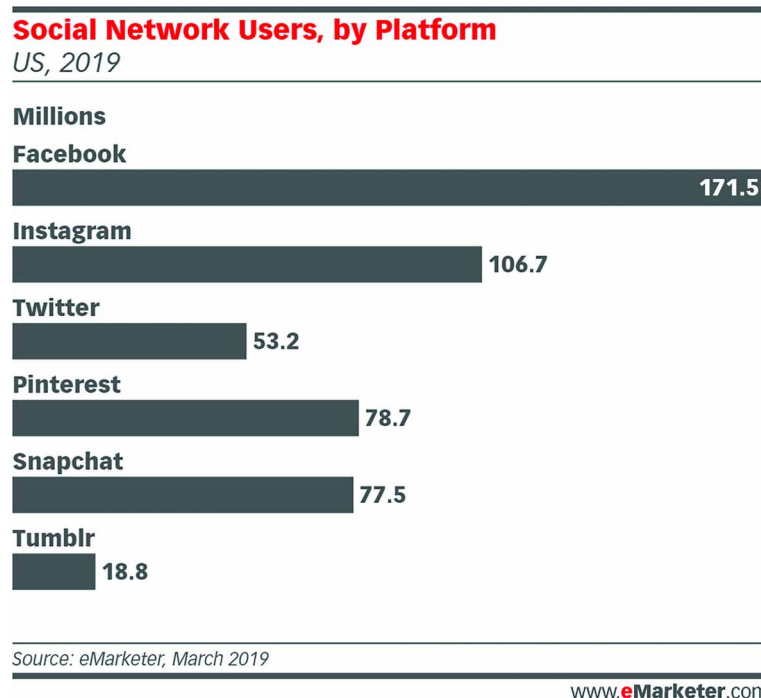 Social Network Users, by Platform
US, 2019
Millions
Facebook
171.5
Instagram
106.7
Twitter
53.2
Pinterest
78.7
Snapchat
77.5
Tumblr
18.8
Source: eMarketer, March 2019
www.eMarketer.com